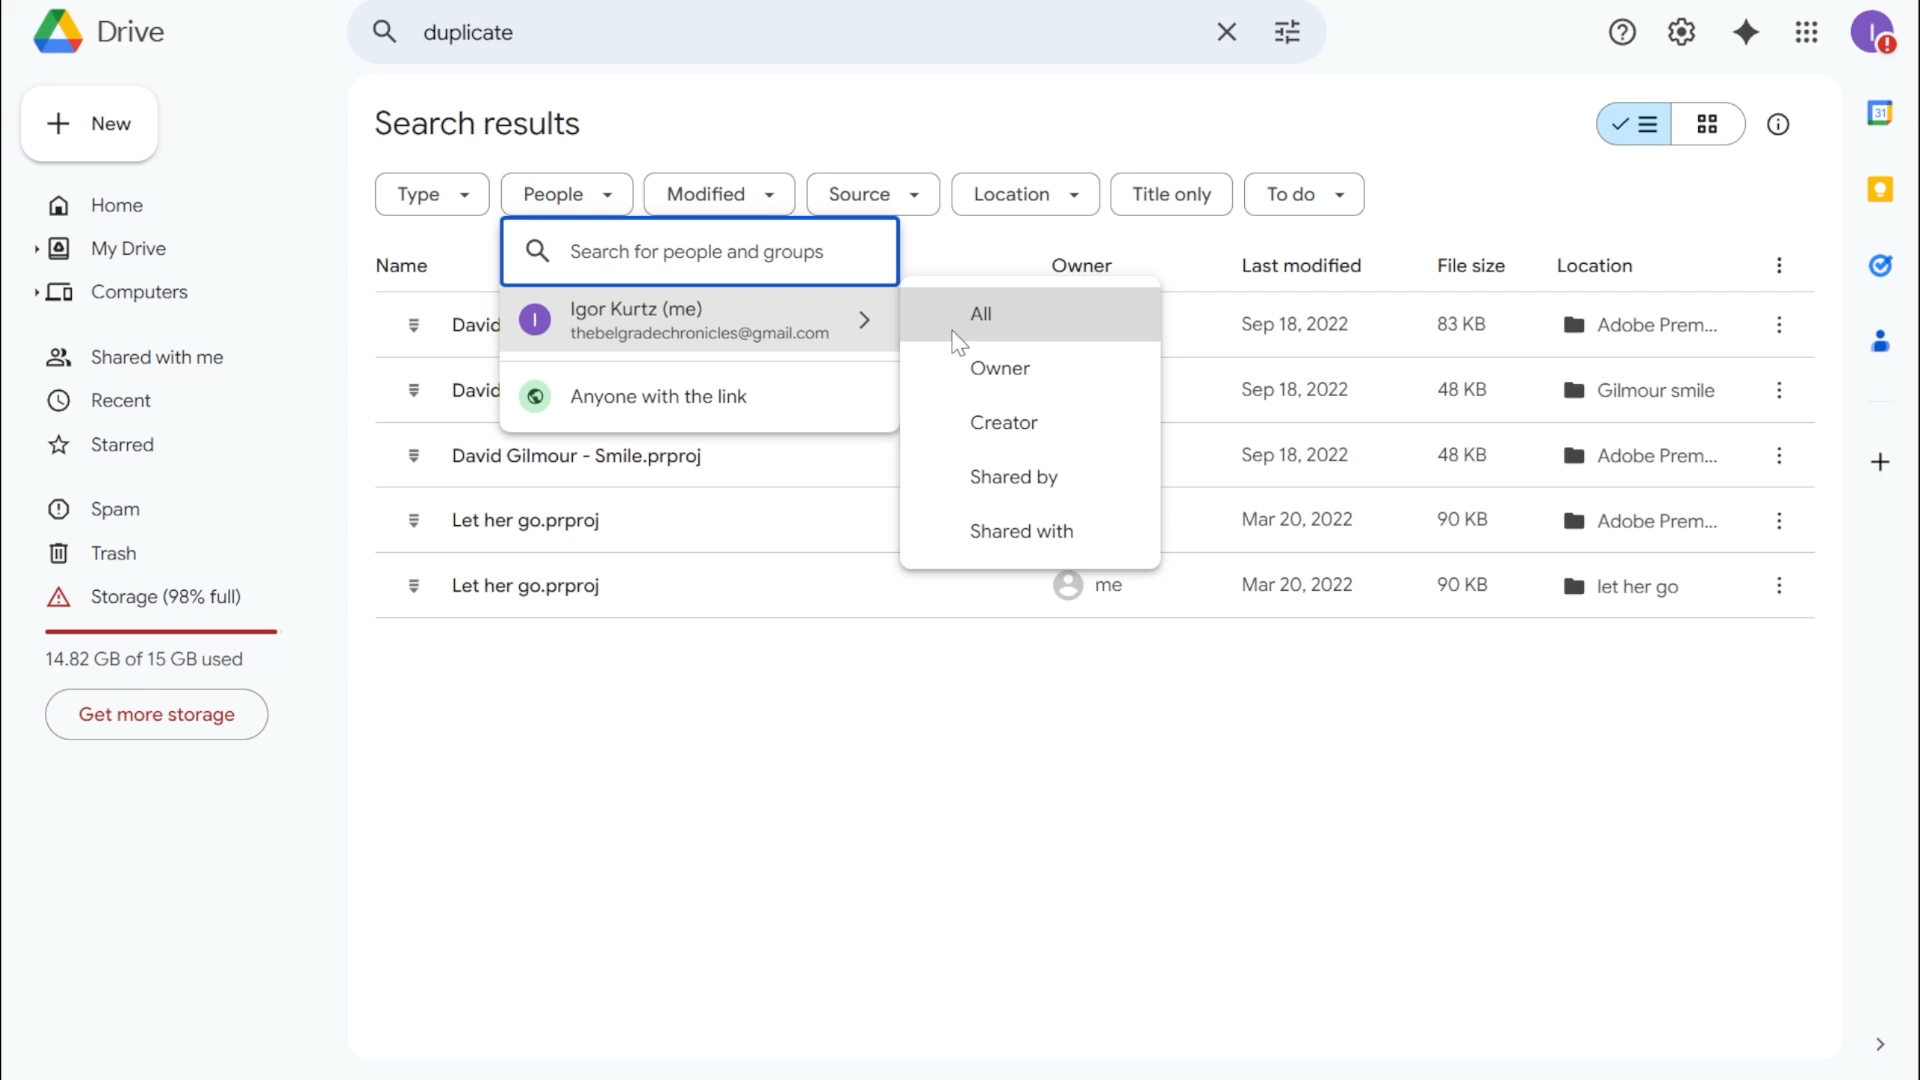 Drive
duplicate
New
Home
My Drive
Computers
Shared with me
Recent
Starred
Spam
Trash
Storage (98% full)
14.82 GB of 15 GB used
Get more storage
Search results
Type
People
Modified
Source
Location
Title only
To do
Search for people and groups
I
Igor Kurtz (me)
thebelgradechronicles@gmail.com
Anyone with the link
All
Owner
Creator
Shared by
Shared with
Name
Owner
Last modified
File size
Location
David
Sep 18, 2022
83 KB
Adobe Prem...
David
Sep 18, 2022
48 KB
Gilmour smile
David Gilmour - Smile.prproj
Sep 18, 2022
48 KB
Adobe Prem...
Let her go.prproj
Mar 20, 2022
90 KB
Adobe Prem...
Let her go.prproj
me
Mar 20, 2022
90 KB
let her go
I
31